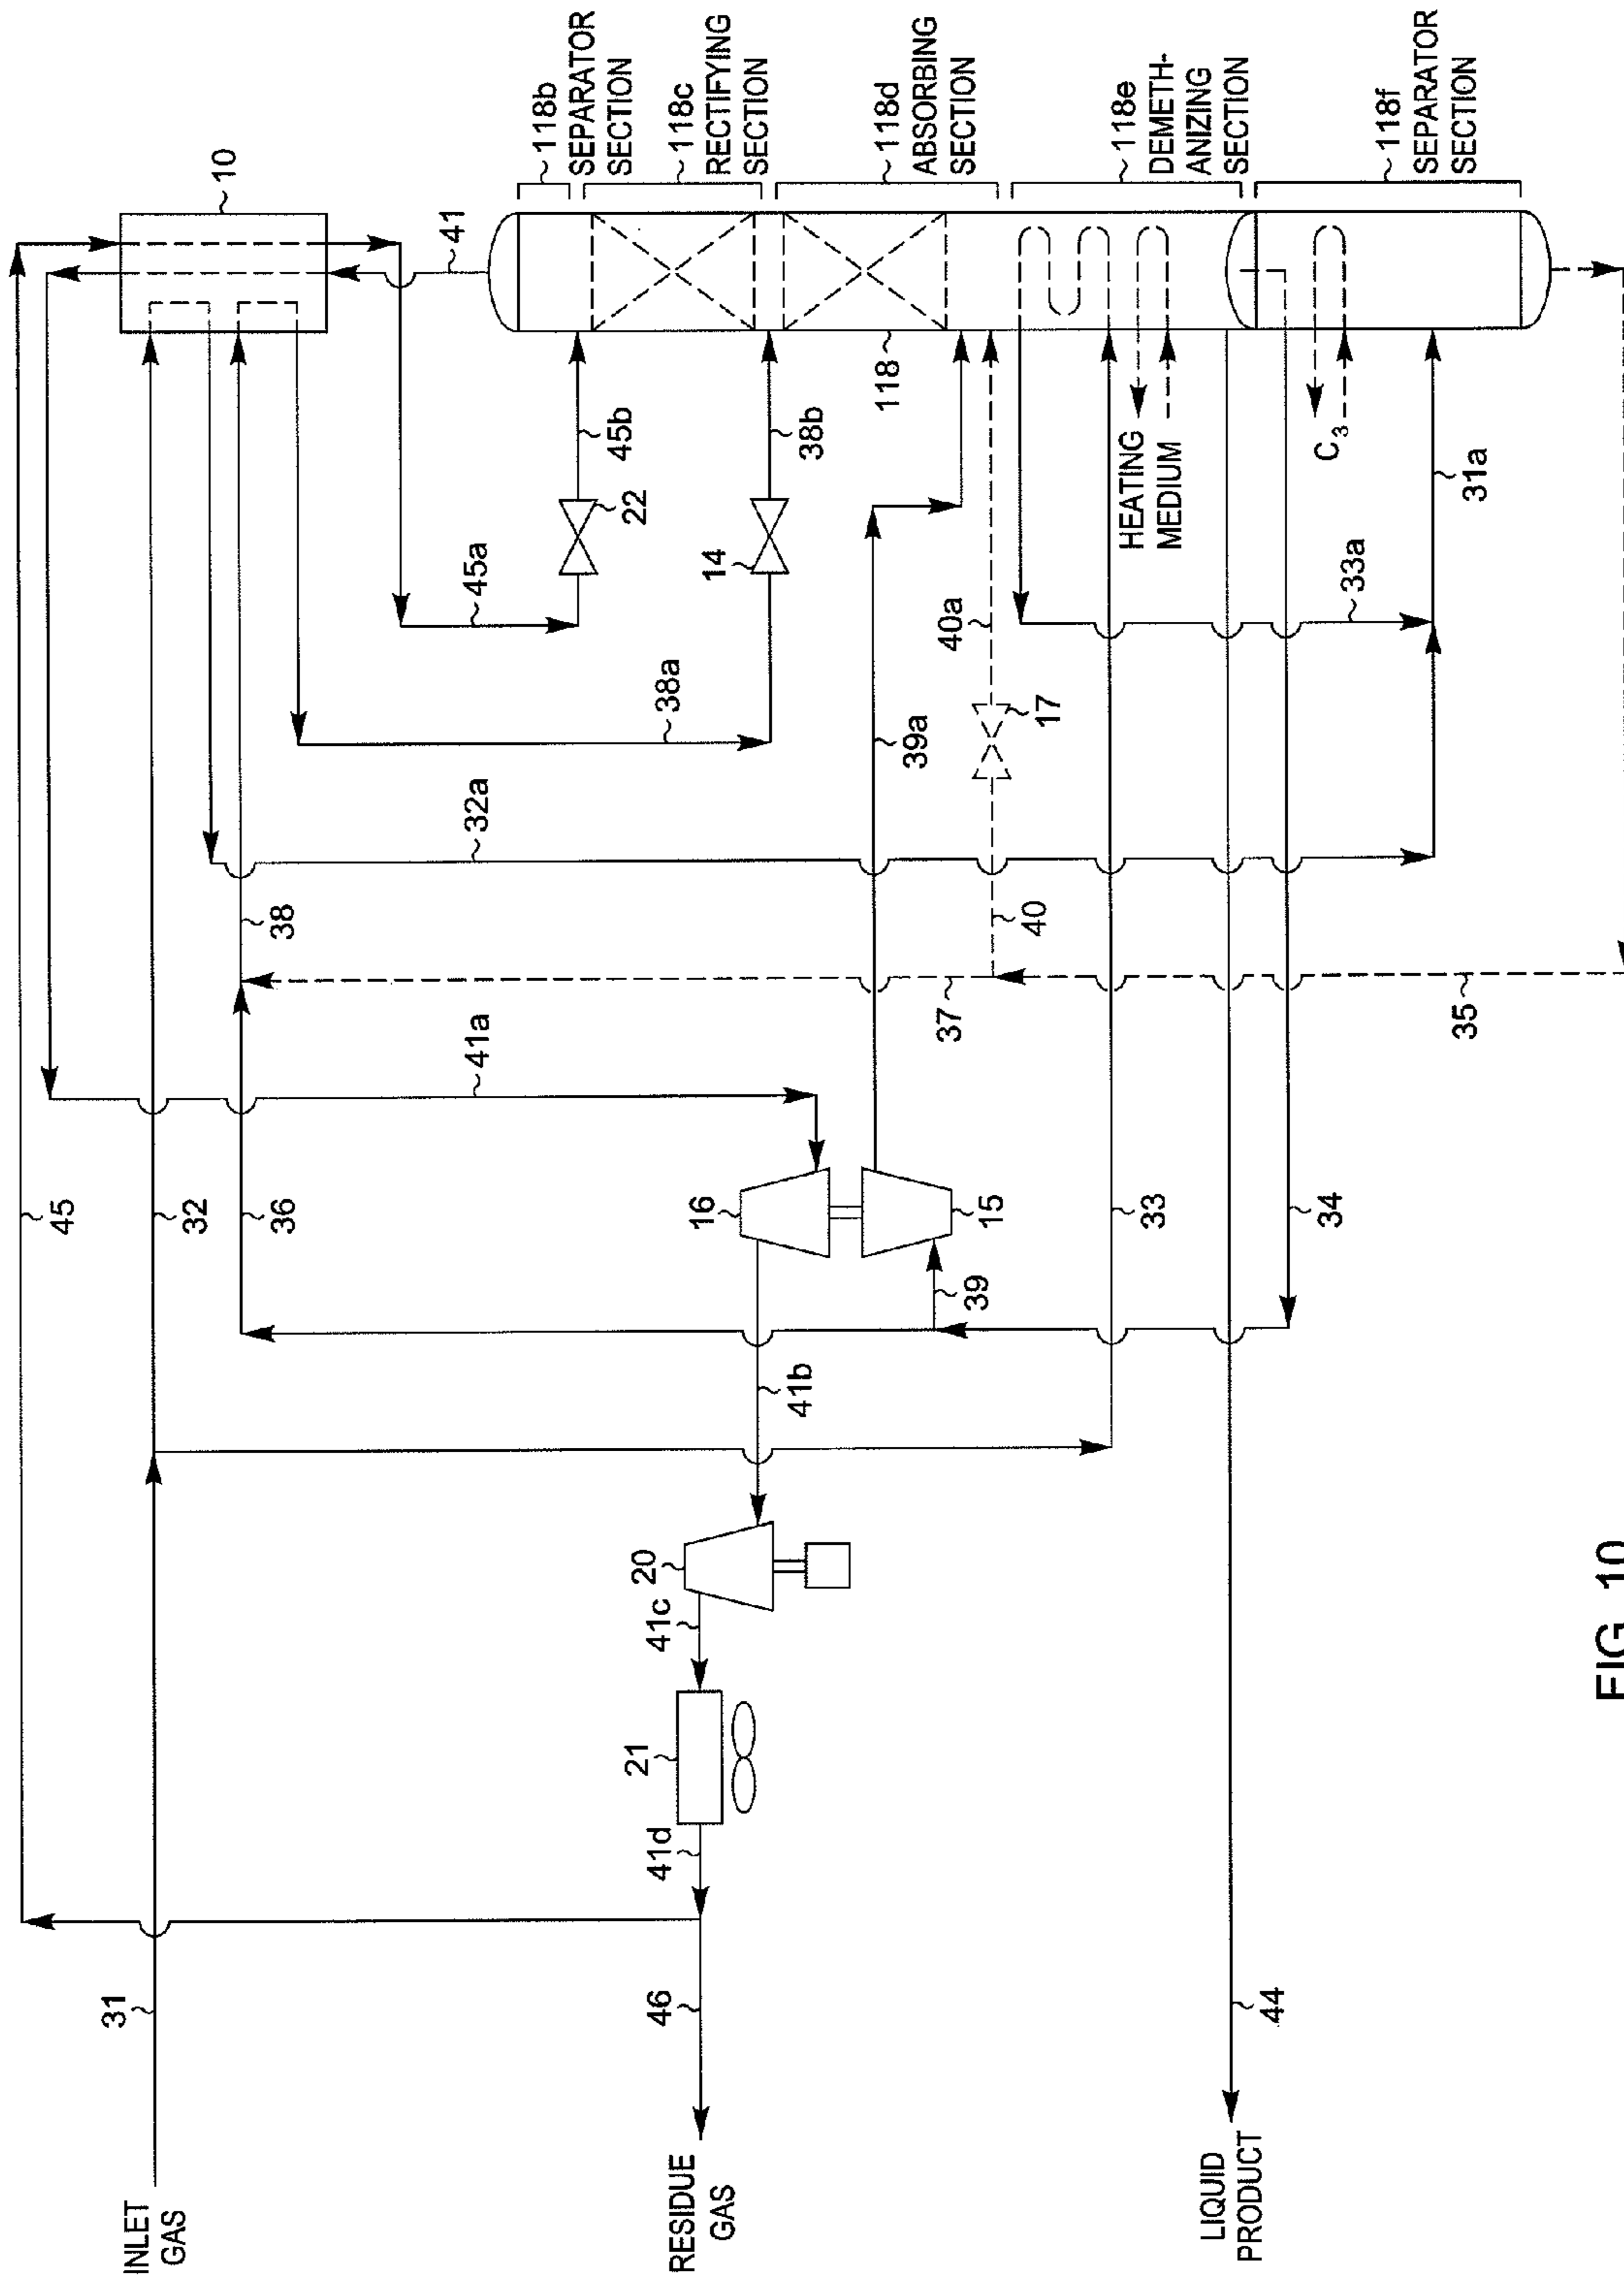 10
118b
SEPARATOR
SECTION
118c
RECTIFYING
SECTION
118d
ABSORBING
SECTION
118e
DEMETH-
ANIZING
SECTION
118f
SEPARATOR
SECTION
41
118
45b
22
45a
38b
14
38a
39a
40a
17
40
HEATING
MEDIUM
C3
31a
33a
32a
38
37
35
41a
45
32
36
16
15
39
33
34
41b
20
41c
21
41d
31
46
44
INLET
GAS
RESIDUE
GAS
LIQUID
PRODUCT
FIG. 10